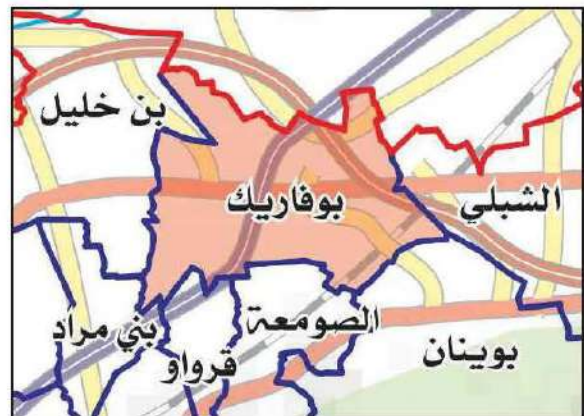 بن خليل
بوفاريك
الشبلي
بني مراد
قرواو
الصومعة
بوينان